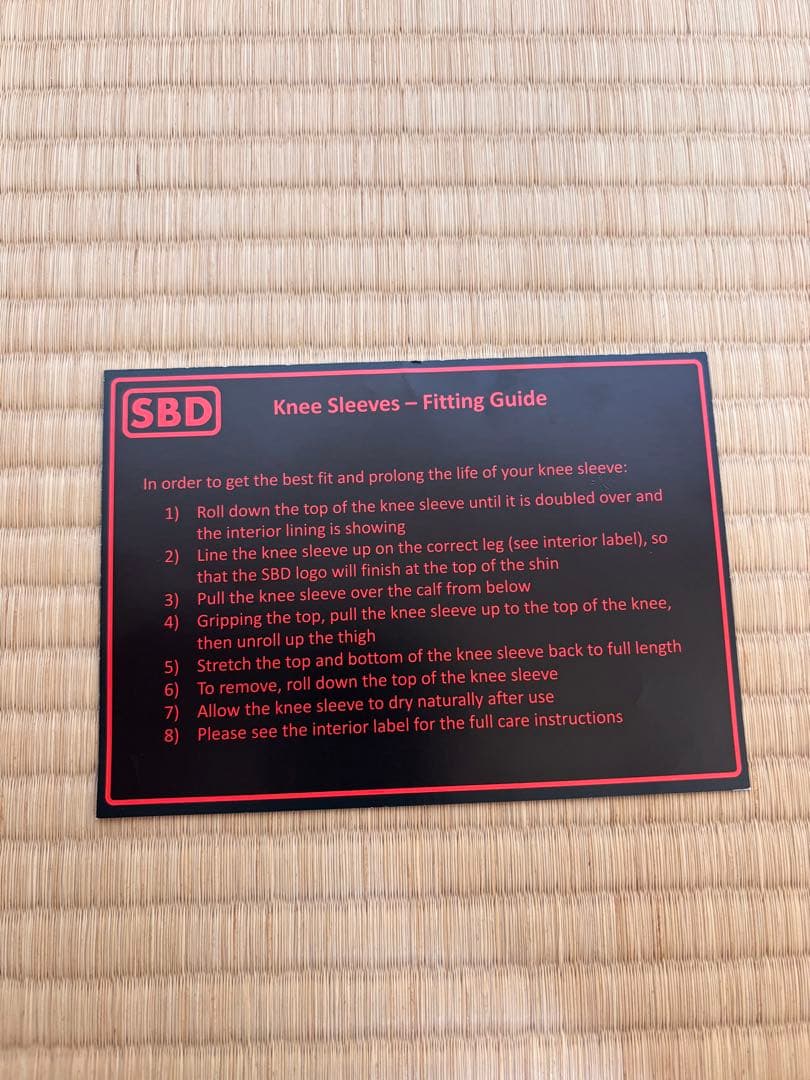 SBD
Knee Sleeves – Fitting Guide
In order to get the best fit and prolong the life of your knee sleeve:
1) Roll down the top of the knee sleeve until it is doubled over and
the interior lining is showing
2) Line the knee sleeve up on the correct leg (see interior label), so
that the SBD logo will finish at the top of the shin
3) Pull the knee sleeve over the calf from below
4) Gripping the top, pull the knee sleeve up to the top of the knee,
then unroll up the thigh
5) Stretch the top and bottom of the knee sleeve back to full length
6) To remove, roll down the top of the knee sleeve
7) Allow the knee sleeve to dry naturally after use
8) Please see the interior label for the full care instructions